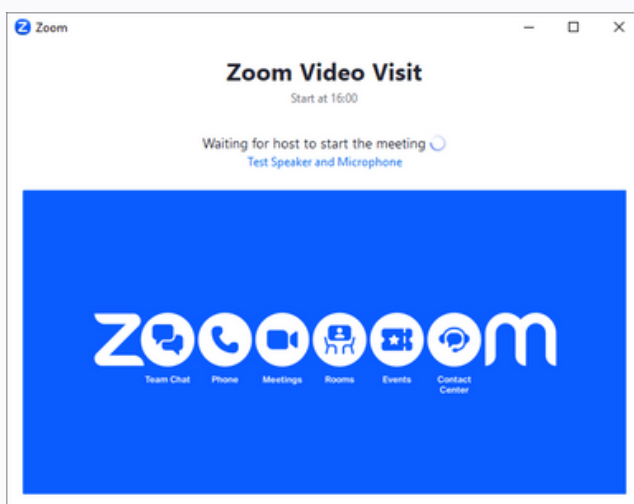 Zoom
Zoom Video Visit
Start at 16:00
Waiting for host to start the meeting
Test Speaker and Microphone
zoooooom
Team Chat
Phone
Meetings
Rooms
Events
Contact
Center